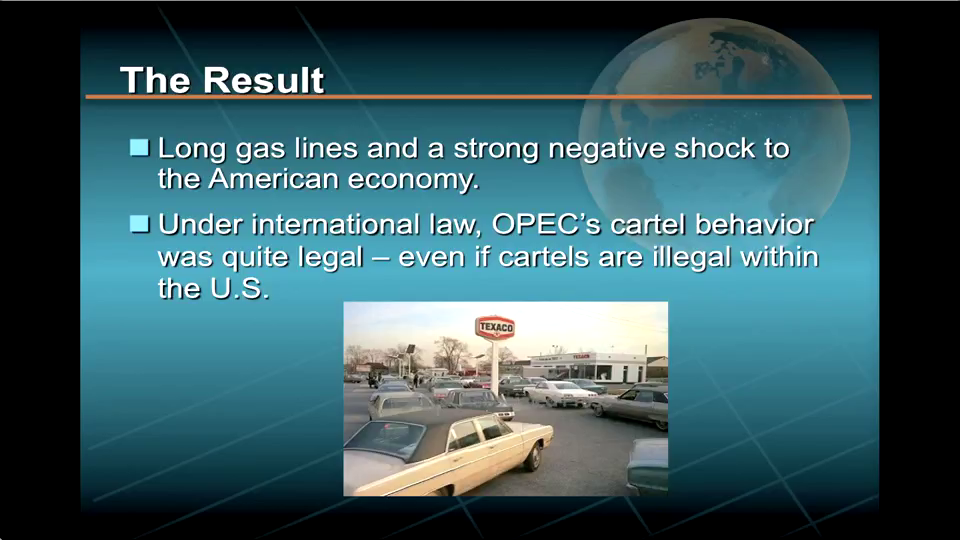 The Result
Long gas lines and a strong negative shock to
the American economy.
Under international law, OPEC’s cartel behavior
was quite legal – even if cartels are illegal within
the U.S.
TEXACO